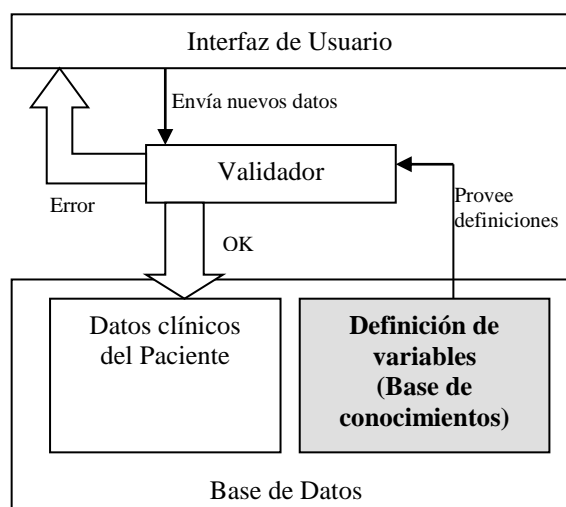 Interfaz de Usuario
Envía nuevos datos
Validador
Error
Provee
definiciones
OK
Datos clínicos
del Paciente
Definición de
variables
(Base de
conocimientos)
Base de Datos